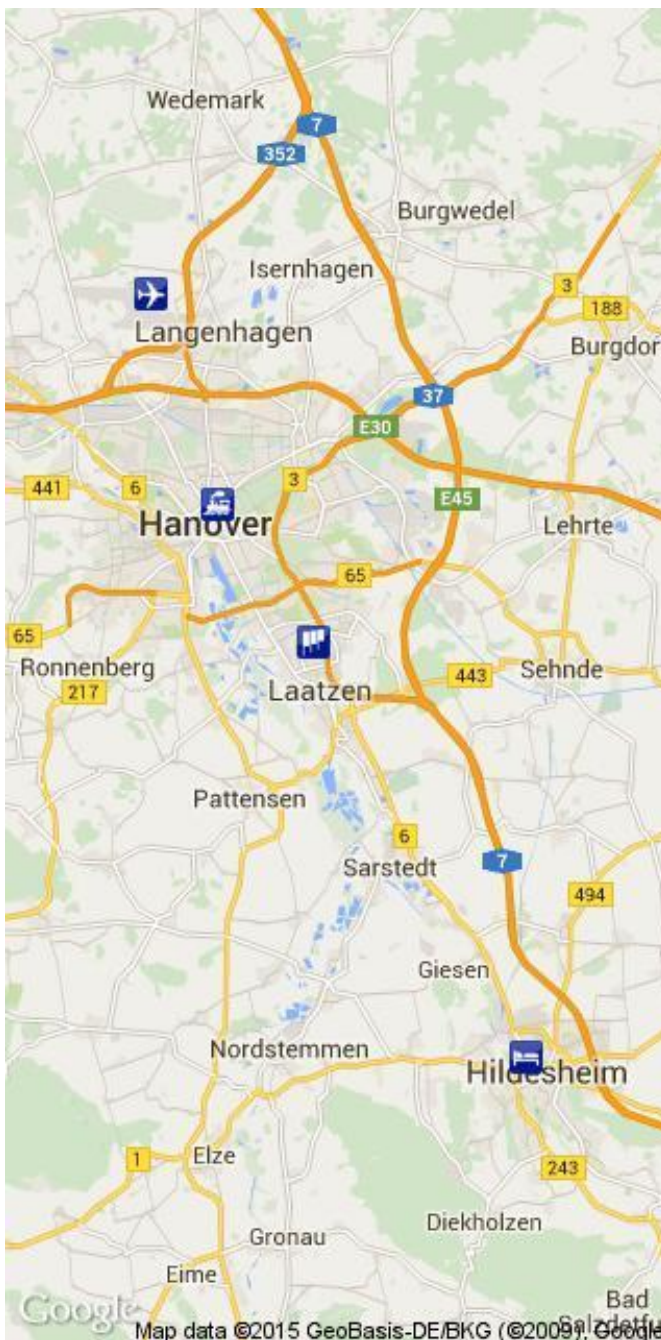 Wedemark
7
352
Burgwedel
Isernhagen
3
188
Langenhagen
Burgdor
37
E30
441
6
3
E45
Hanover
Lehrte
65
65
Ronnenberg
443
Sehnde
217
Laatzen
Pattensen
6
Sarstedt
7
494
Giesen
Nordstemmen
Hildesheim
1
Elze
243
Diekholzen
Gronau
Eime
Bad
Google
Salzdetfu
Map data ©2015 GeoBasis-DE/BKG (©2009), Google